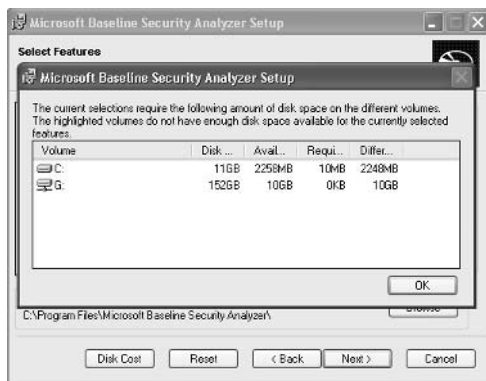 Microsoft Baseline Security Analyzer Setup
Select Features
Microsoft Baseline Security Analyzer Setup
The current selections require the following amount of disk space on the different volumes.
The highlighted volumes do not have enough disk space available for the currently selected
features.
Volume Disk ... Avail... Requi... Differ...
C: 11GB 2258MB 10MB 2248MB
G: 152GB 10GB 0KB 10GB
OK
C:\Program Files\Microsoft Baseline Security Analyzer\ Browse
Disk Cost Reset < Back Next > Cancel